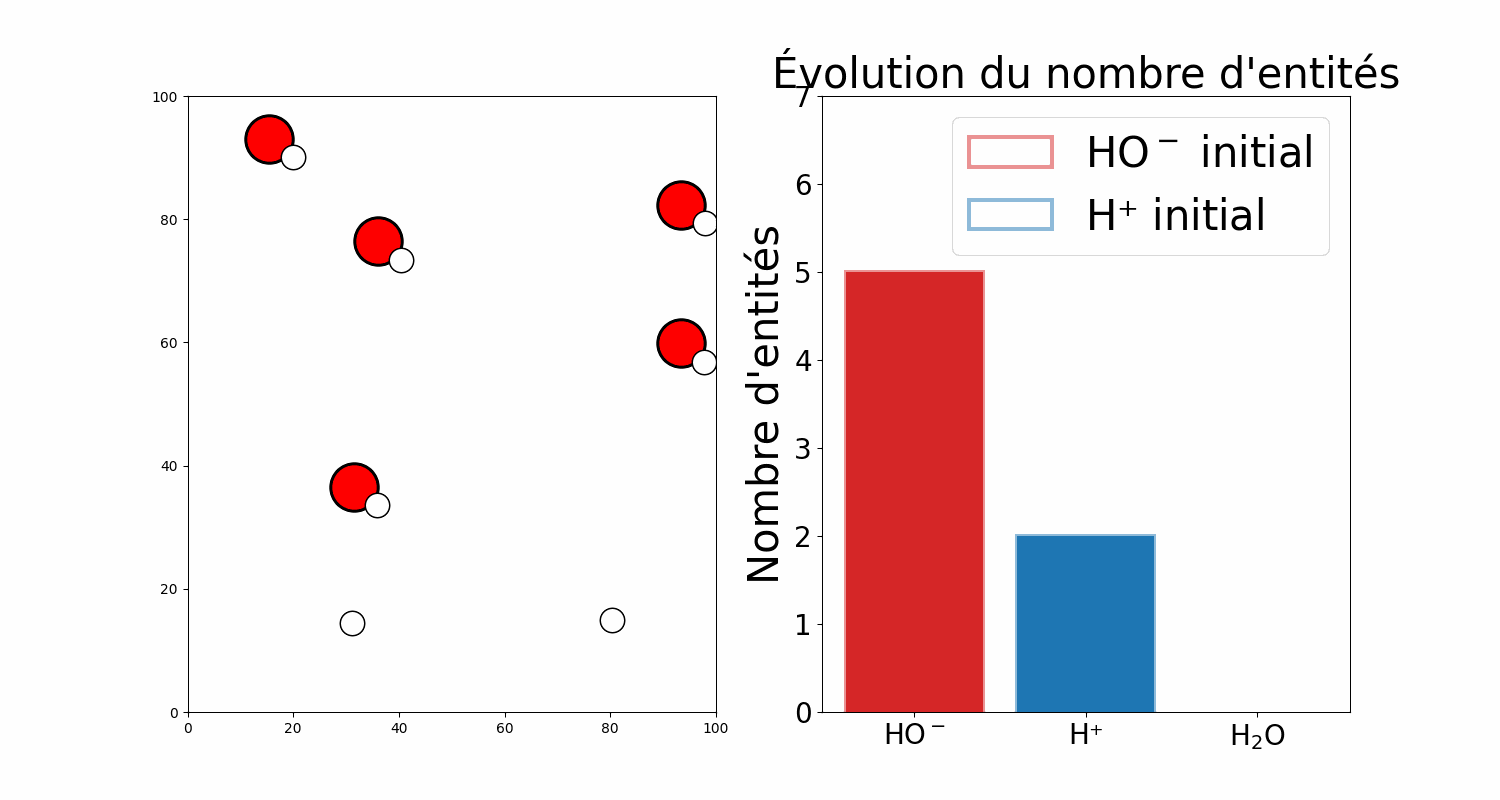 100
80
60
40
20
0
0 20 40 60 80 100
Évolution du nombre d'entités
Nombre d'entités
7
6
5
4
3
2
1
0
HO⁻ initial
H⁺ initial
HO⁻ H⁺ H₂O